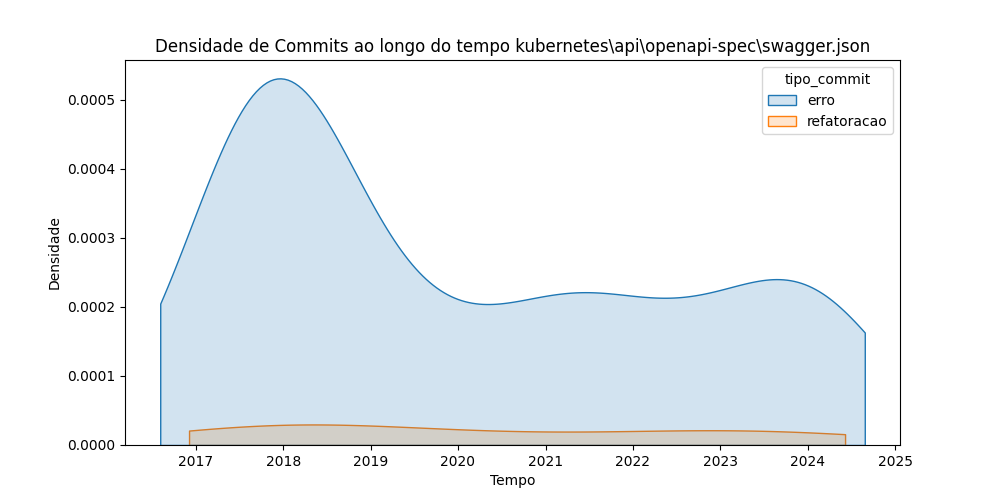 Densidade de Commits ao longo do tempo kubernetes\api\openapi-spec\swagger.json
tipo_commit
erro
refatoracao
Densidade
0.0005
0.0004
0.0003
0.0002
0.0001
0.0000
2017 2018 2019 2020 2021 2022 2023 2024 2025
Tempo